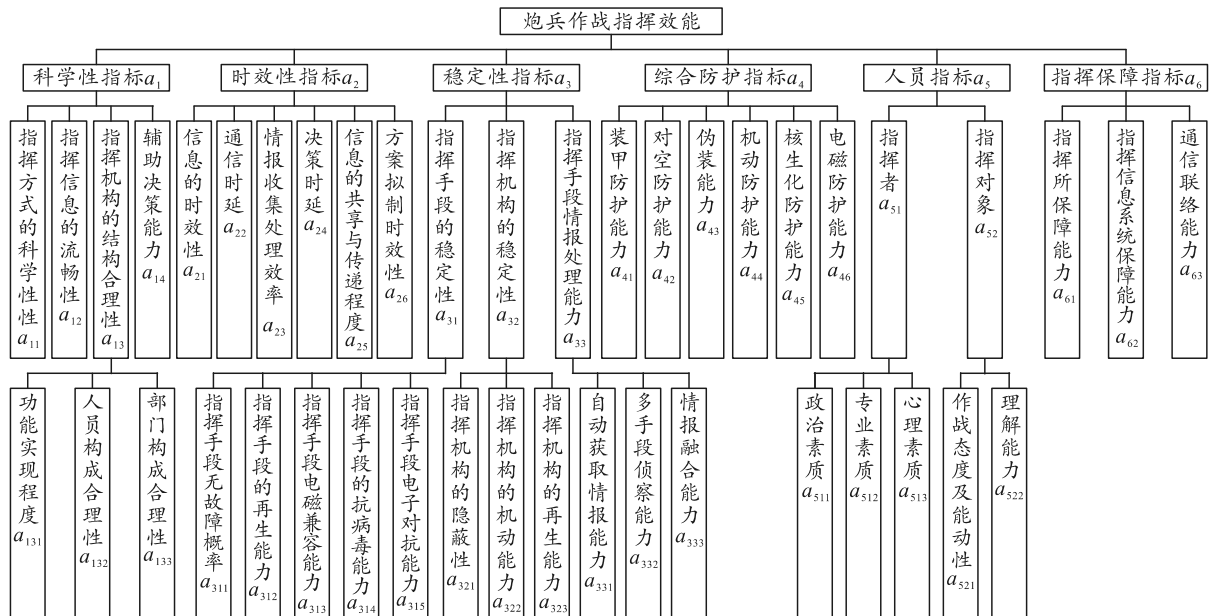 炮兵作战指挥效能
科学性指标a₁
时效性指标a₂
稳定性指标a₃
综合防护指标a₄
人员指标a₅
指挥保障指标a₆
指挥方式的科学性性a₁₁
指挥信息的流畅性a₁₂
指挥机构的结构合理性a₁₃
辅助决策能力a₁₄
信息的时效性a₂₁
通信时延a₂₂
情报收集处理效率a₂₃
决策时延a₂₄
信息的共享与传递程度a₂₅
方案拟制时效性a₂₆
指挥手段的稳定性a₃₁
指挥机构的稳定性a₃₂
指挥手段情报处理能力a₃₃
装甲防护能力a₄₁
对空防护能力a₄₂
伪装能力a₄₃
机动防护能力a₄₄
核生化防护能力a₄₅
电磁防护能力a₄₆
指挥者a₅₁
指挥对象a₅₂
指挥所保障能力a₆₁
指挥信息系统保障能力a₆₂
通信联络能力a₆₃
功能实现程度a₁₃₁
人员构成合理性a₁₃₂
部门构成合理性a₁₃₃
指挥手段无故障概率a₃₁₁
指挥手段的再生能力a₃₁₂
指挥手段电磁兼容能力a₃₁₃
指挥手段的抗病毒能力a₃₁₄
指挥手段电子对抗能力a₃₁₅
指挥机构的隐蔽性a₃₂₁
指挥机构的机动能力a₃₂₂
指挥机构的再生能力a₃₂₃
自动获取情报能力a₃₃₁
多手段侦察能力a₃₃₂
情报融合能力a₃₃₃
政治素质a₅₁₁
专业素质a₅₁₂
心理素质a₅₁₃
作战态度及能动性a₅₂₁
理解能力a₅₂₂